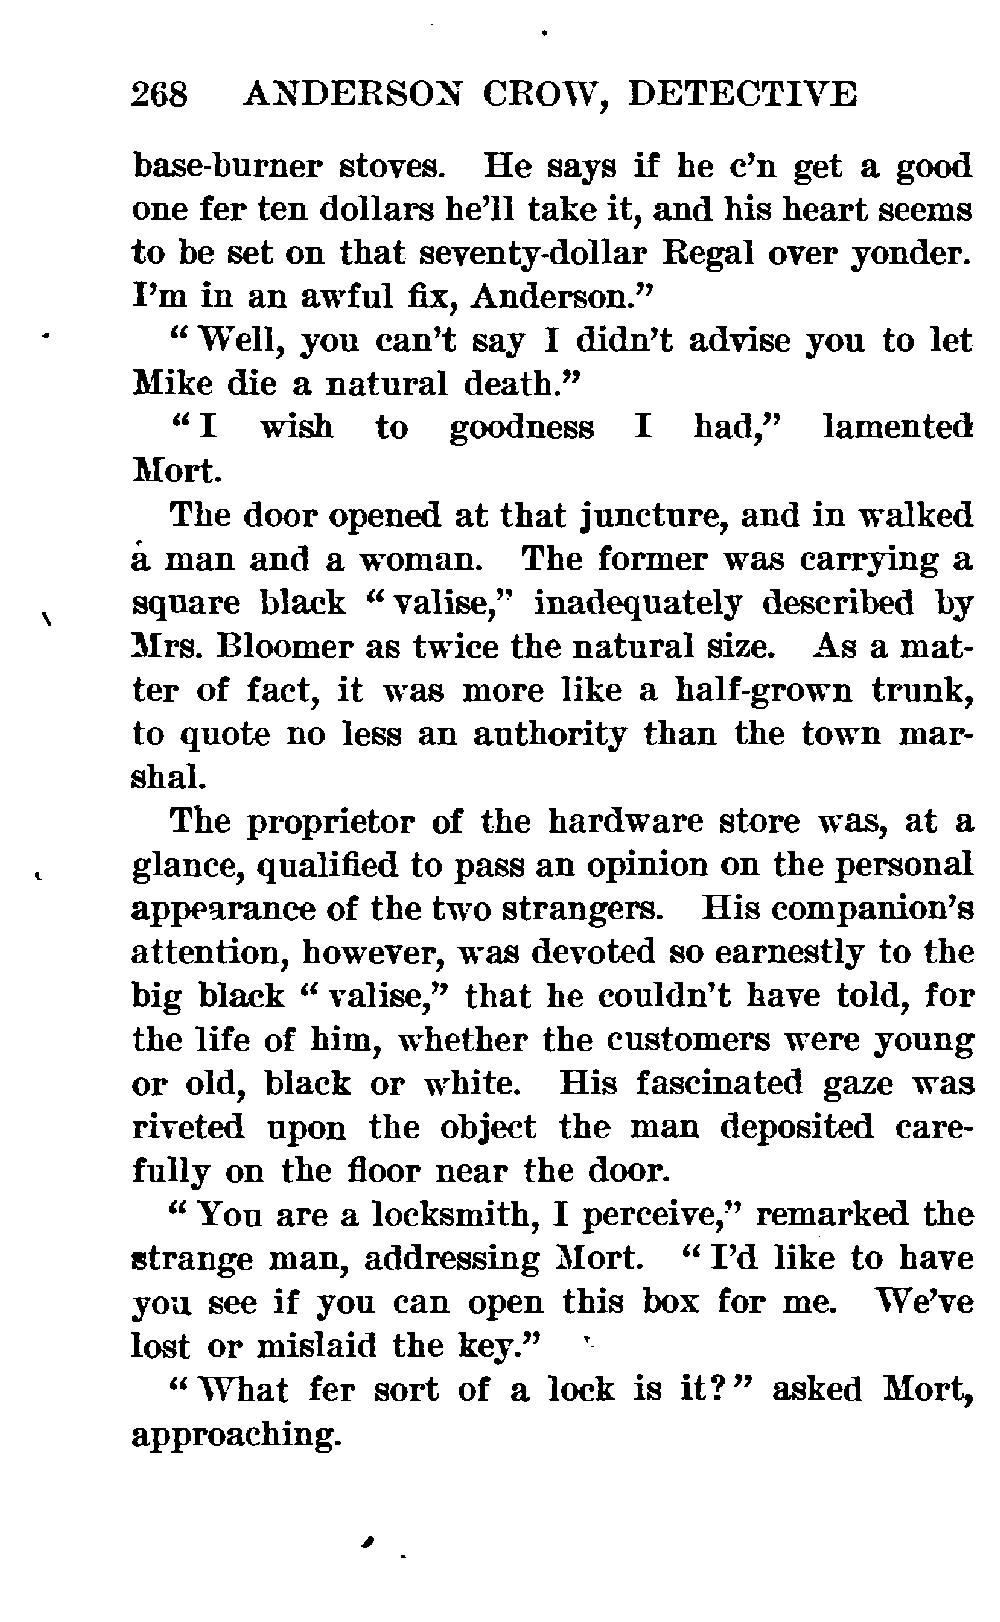 268 ANDERSON CROW, DETECTIVE
base-burner stoves. He says if he c'n get a good
one fer ten dollars he'll take it, and his heart seems
to be set on that seventy-dollar Regal over yonder.
I'm in an awful fix, Anderson."
"Well, you can't say I didn't advise you to let
Mike die a natural death."
"I wish to goodness I had," lamented
Mort.
The door opened at that juncture, and in walked
a man and a woman. The former was carrying a
square black "valise," inadequately described by
Mrs. Bloomer as twice the natural size. As a mat-
ter of fact, it was more like a half-grown trunk,
to quote no less an authority than the town mar-
shal.
The proprietor of the hardware store was, at a
glance, qualified to pass an opinion on the personal
appearance of the two strangers. His companion's
attention, however, was devoted so earnestly to the
big black "valise," that he couldn't have told, for
the life of him, whether the customers were young
or old, black or white. His fascinated gaze was
riveted upon the object the man deposited care-
fully on the floor near the door.
"You are a locksmith, I perceive," remarked the
strange man, addressing Mort. "I'd like to have
you see if you can open this box for me. We've
lost or mislaid the key."
"What fer sort of a lock is it?" asked Mort,
approaching.